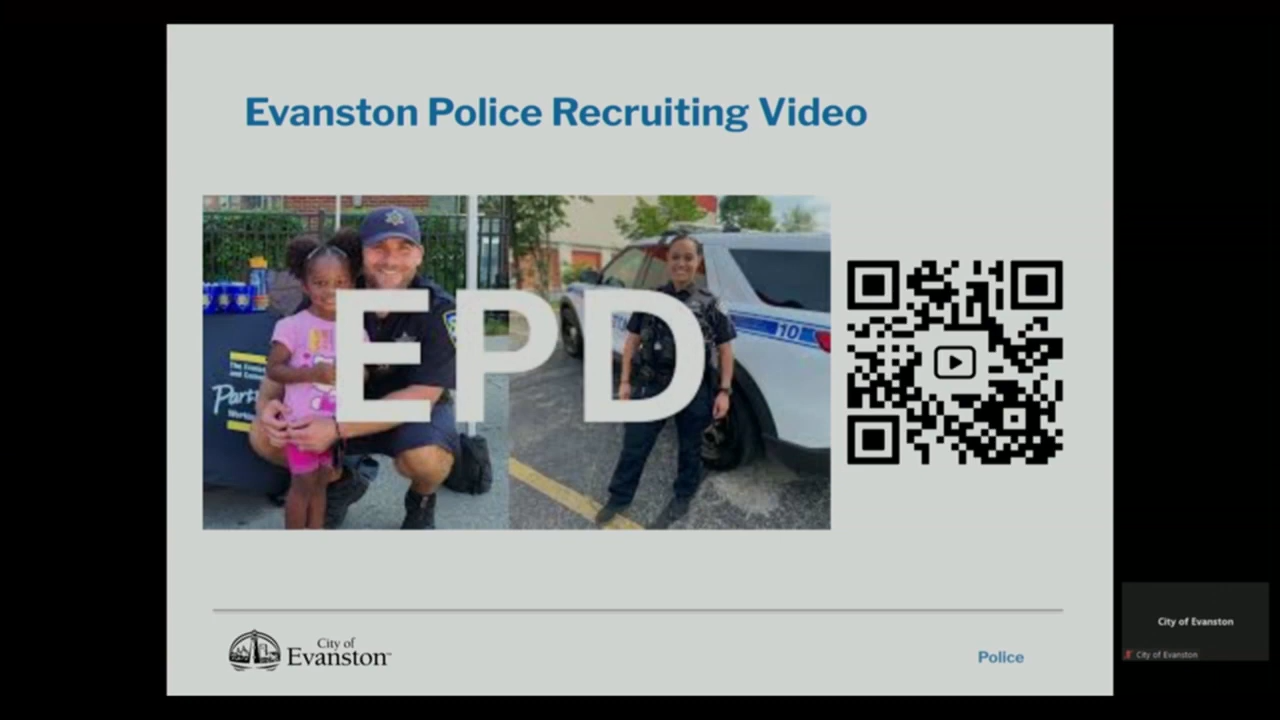 Evanston Police Recruiting Video
EPD
10
City of
Evanston
Police
City of Evanston
City of Evanston